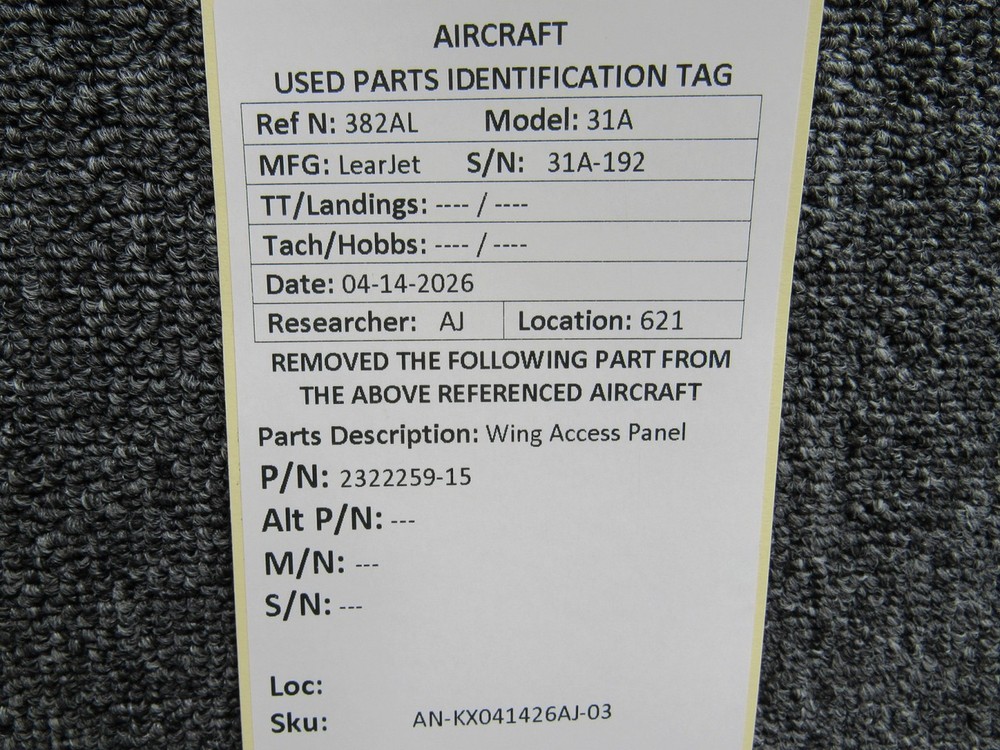 AIRCRAFT
USED PARTS IDENTIFICATION TAG
Ref N: 382AL Model: 31A
MFG: LearJet S/N: 31A-192
TT/Landings: ---- / ----
Tach/Hobbs: ---- / ----
Date: 04-14-2026
Researcher: AJ Location: 621
REMOVED THE FOLLOWING PART FROM
THE ABOVE REFERENCED AIRCRAFT
Parts Description: Wing Access Panel
P/N: 2322259-15
Alt P/N: ---
M/N: ---
S/N: ---
Loc:
Sku: AN-KX041426AJ-03